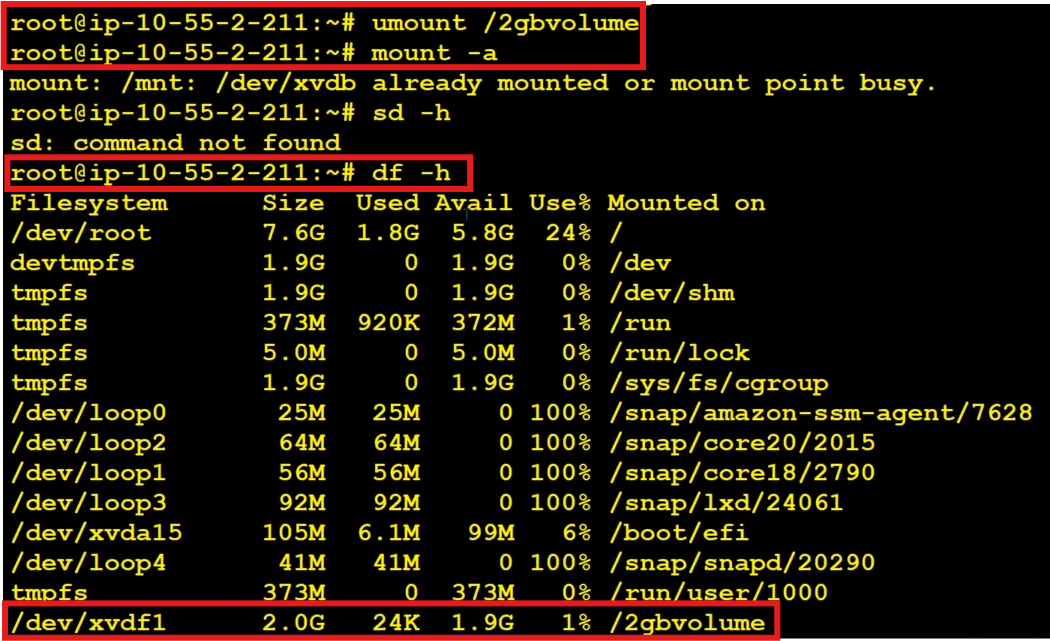 root@ip-10-55-2-211:~# umount /2gbvolume
root@ip-10-55-2-211:~# mount -a
mount: /mnt: /dev/xvdb already mounted or mount point busy.
root@ip-10-55-2-211:~# sd -h
sd: command not found
root@ip-10-55-2-211:~# df -h
Filesystem      Size  Used Avail Use% Mounted on
/dev/root       7.6G  1.8G  5.8G  24% /
devtmpfs        1.9G     0  1.9G   0% /dev
tmpfs           1.9G     0  1.9G   0% /dev/shm
tmpfs           373M  920K  372M   1% /run
tmpfs           5.0M     0  5.0M   0% /run/lock
tmpfs           1.9G     0  1.9G   0% /sys/fs/cgroup
/dev/loop0       25M   25M     0 100% /snap/amazon-ssm-agent/7628
/dev/loop2       64M   64M     0 100% /snap/core20/2015
/dev/loop1       56M   56M     0 100% /snap/core18/2790
/dev/loop3       92M   92M     0 100% /snap/lxd/24061
/dev/xvda15     105M  6.1M   99M   6% /boot/efi
/dev/loop4       41M   41M     0 100% /snap/snapd/20290
tmpfs           373M     0  373M   0% /run/user/1000
/dev/xvdf1      2.0G   24K  1.9G   1% /2gbvolume